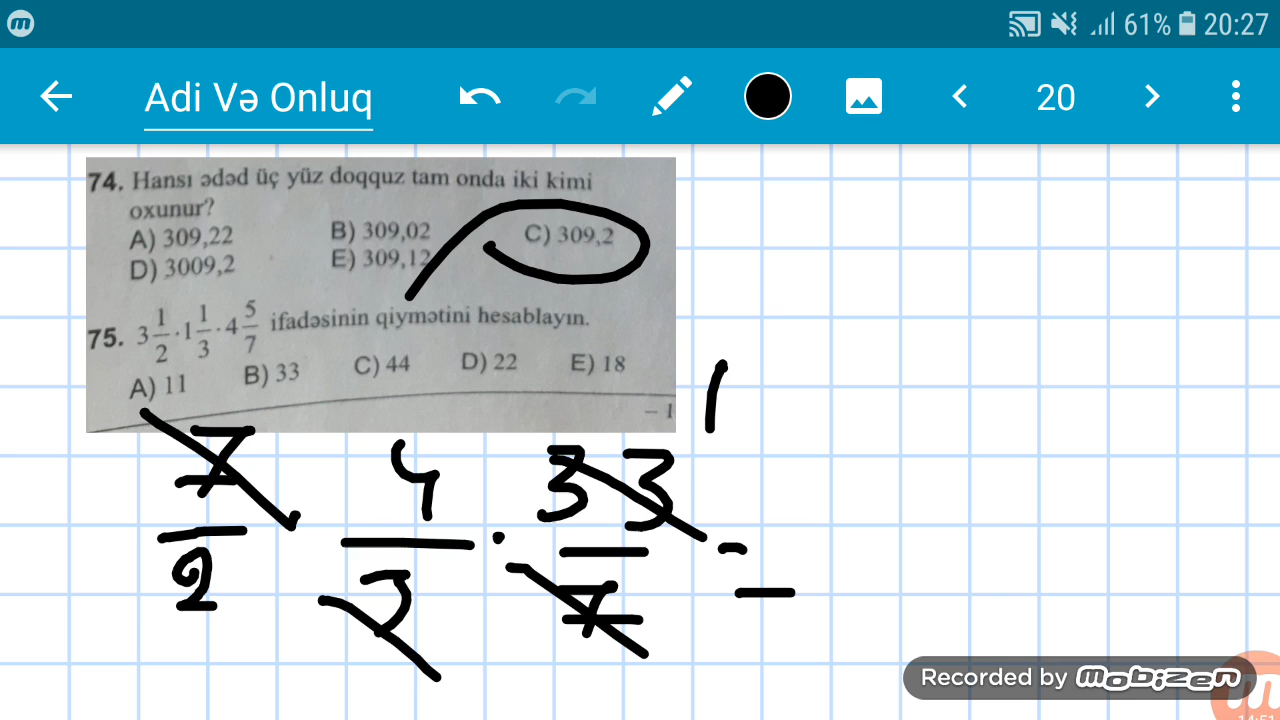 61% 20:27
Adi Və Onluq 20
74. Hansı ədəd üç yüz doqquz tam onda iki kimi
oxunur?
A) 309,22 B) 309,02 C) 309,2
D) 3009,2 E) 309,12
75. 3 1/2 · 1 1/3 · 4 5/7 ifadəsinin qiymətini hesablayın.
A) 11 B) 33 C) 44 D) 22 E) 18
– 1
7/2 · 4/3 · 33/7 =
Recorded by mobizen